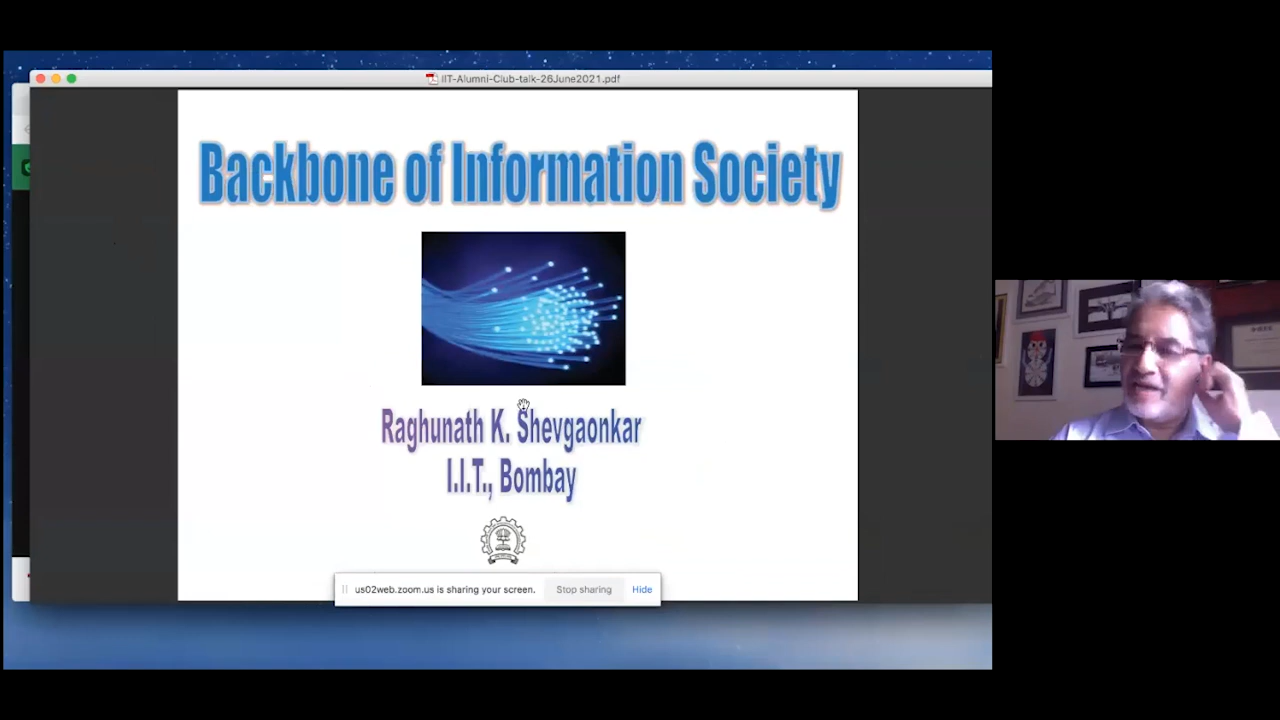 IIT-Alumni-Club-talk-26June2021.pdf
Backbone of Information Society
Raghunath K. Shevgaonkar
I.I.T., Bombay
us02web.zoom.us is sharing your screen. Stop sharing Hide